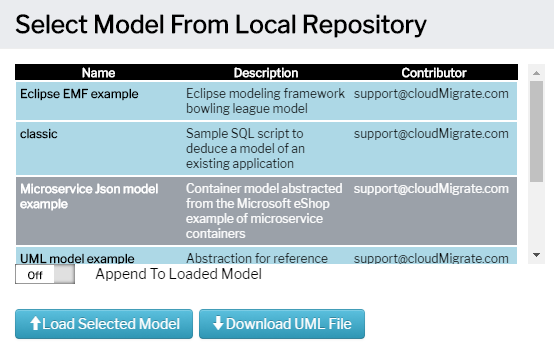 Select Model From Local Repository
Name Description Contributor
Eclipse EMF example Eclipse modeling framework support@cloudMigrate.com
bowling league model
classic Sample SQL script to support@cloudMigrate.com
deduce a model of an
existing application
Microservice Json model Container model abstracted support@cloudMigrate.com
example from the Microsoft eShop
example of microservice
containers
UML model example Abstraction for reference support@cloudMigrate.com
Off Append To Loaded Model
Load Selected Model Download UML File